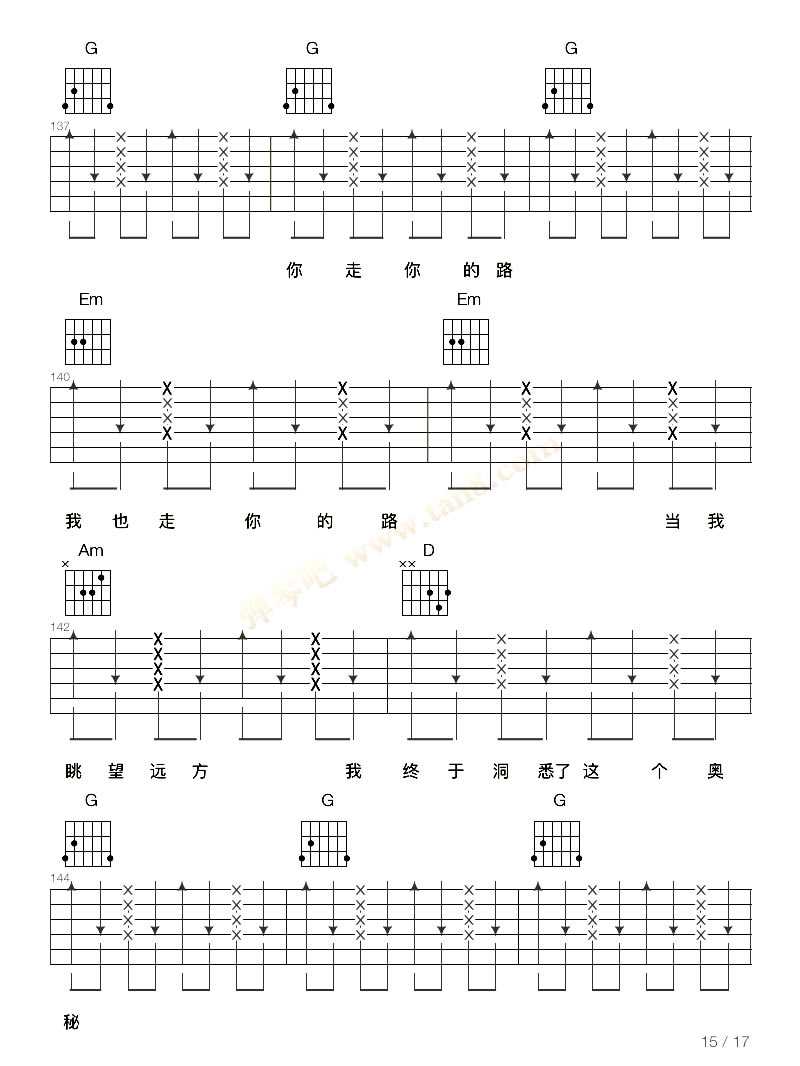 G G G
137
你 走 你 的 路
Em Em
140
我 也 走 你 的 路 当 我
Am D
× ××
142
眺 望 远 方 我 终 于 洞 悉 了 这 个 奥
G G G
144
秘
弹琴吧 www.tan8.com
15 / 17